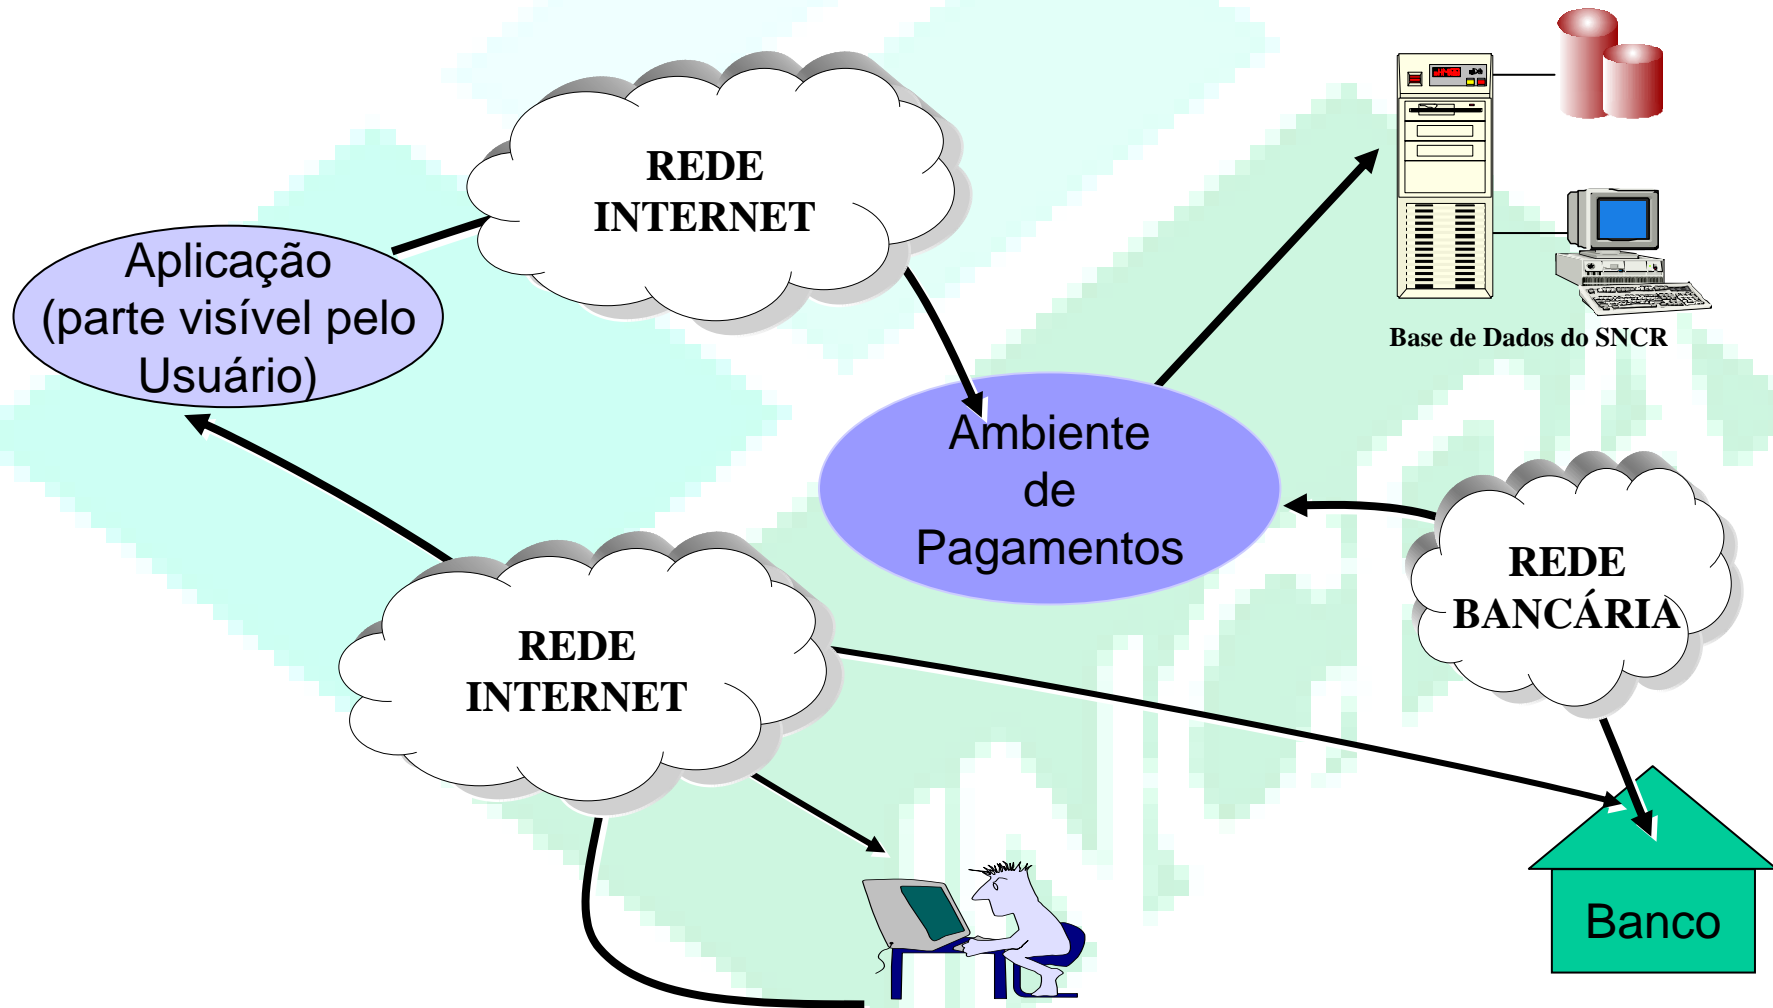 REDE
INTERNET
Aplicação
(parte visível pelo
Usuário)
Base de Dados do SNCR
Ambiente
de
Pagamentos
REDE
BANCÁRIA
REDE
INTERNET
Banco